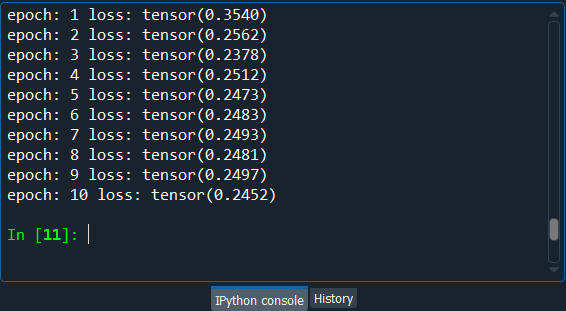 epoch: 1 loss: tensor(0.3540)
epoch: 2 loss: tensor(0.2562)
epoch: 3 loss: tensor(0.2378)
epoch: 4 loss: tensor(0.2512)
epoch: 5 loss: tensor(0.2473)
epoch: 6 loss: tensor(0.2483)
epoch: 7 loss: tensor(0.2493)
epoch: 8 loss: tensor(0.2481)
epoch: 9 loss: tensor(0.2497)
epoch: 10 loss: tensor(0.2452)
In [11]:
IPython console History